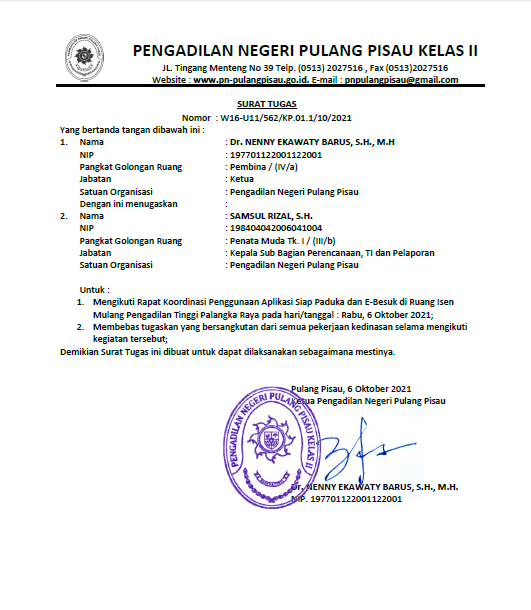 PENGADILAN NEGERI PULANG PISAU KELAS II
JL. Tingang Menteng No 39 Telp. (0513) 2027516 , Fax (0513)2027516
Website : www.pn-pulangpisau.go.id. E-mail : pnpulangpisau@gmail.com
SURAT TUGAS
Nomor : W16-U11/562/KP.01.1/10/2021
Yang bertanda tangan dibawah ini :
1. Nama : Dr. NENNY EKAWATY BARUS, S.H., M.H
NIP : 197701122001122001
Pangkat Golongan Ruang : Pembina / (IV/a)
Jabatan : Ketua
Satuan Organisasi : Pengadilan Negeri Pulang Pisau
Dengan ini menugaskan :
2. Nama : SAMSUL RIZAL, S.H.
NIP : 198404042006041004
Pangkat Golongan Ruang : Penata Muda Tk. I / (III/b)
Jabatan : Kepala Sub Bagian Perencanaan, TI dan Pelaporan
Satuan Organisasi : Pengadilan Negeri Pulang Pisau
Untuk :
1. Mengikuti Rapat Koordinasi Penggunaan Aplikasi Siap Paduka dan E-Besuk di Ruang Isen
Mulang Pengadilan Tinggi Palangka Raya pada hari/tanggal : Rabu, 6 Oktober 2021;
2. Membebas tugaskan yang bersangkutan dari semua pekerjaan kedinasan selama mengikuti
kegiatan tersebut;
Demikian Surat Tugas ini dibuat untuk dapat dilaksanakan sebagaimana mestinya.
Pulang Pisau, 6 Oktober 2021
Ketua Pengadilan Negeri Pulang Pisau
PENGADILAN NEGERI PULANG PISAU KELAS II
Dr. NENNY EKAWATY BARUS, S.H., M.H.
NIP. 197701122001122001